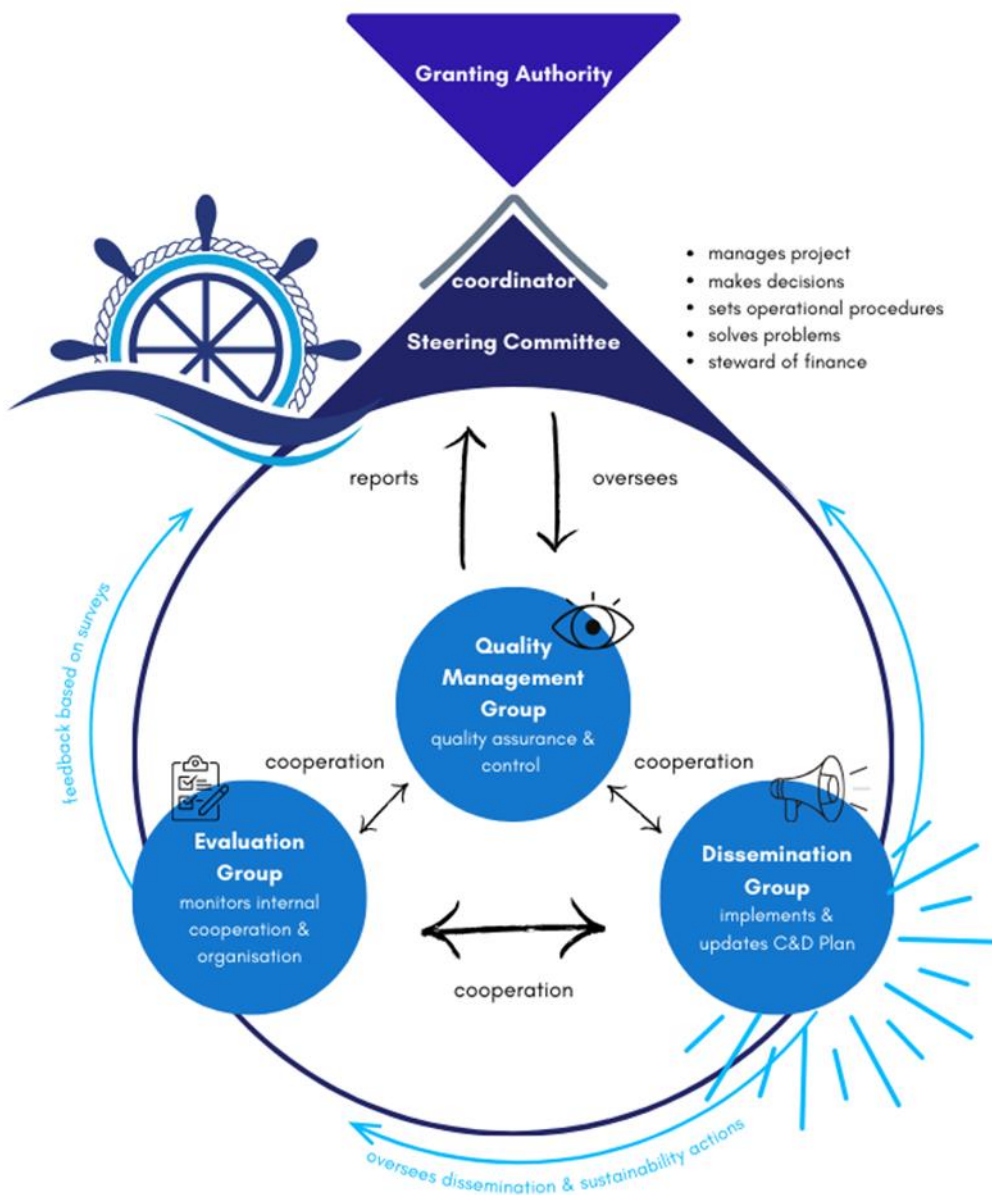 Granting Authority
coordinator
Steering Committee
• manages project
• makes decisions
• sets operational procedures
• solves problems
• steward of finance
reports
oversees
feedback based on surveys
Quality
Management
Group
quality assurance &
control
cooperation
cooperation
Evaluation
Group
monitors internal
cooperation &
organisation
Dissemination
Group
implements &
updates C&D Plan
cooperation
oversees dissemination & sustainability actions